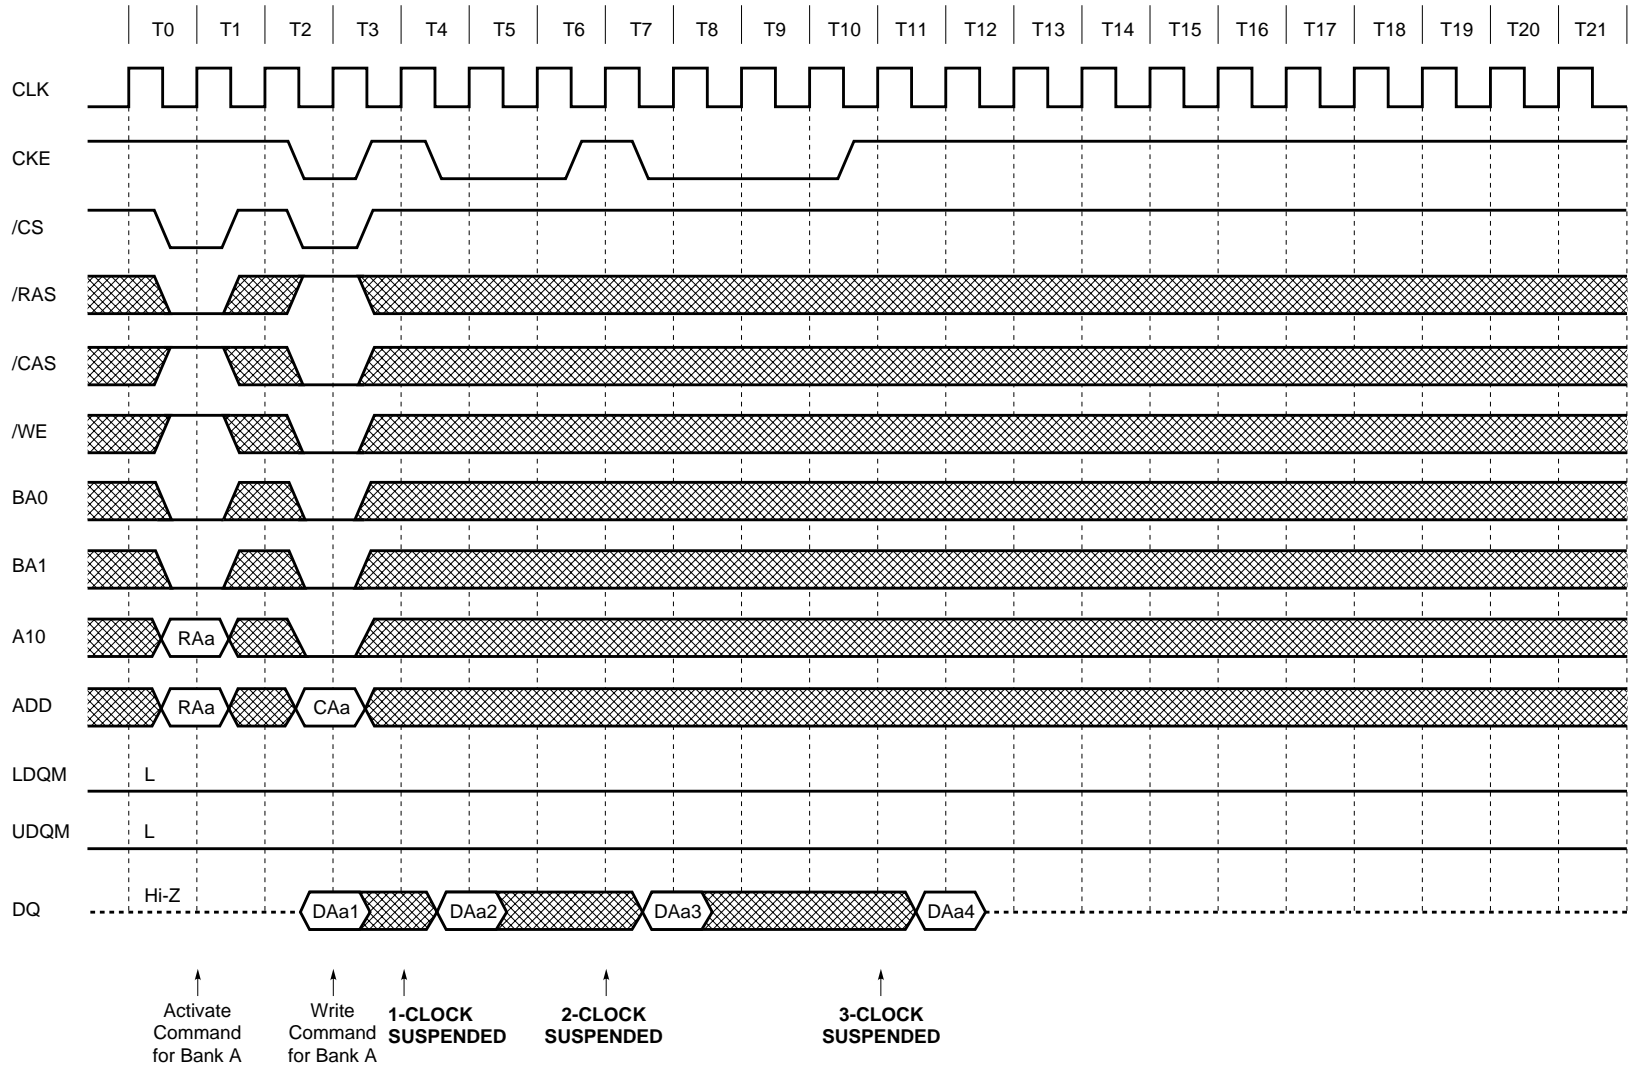 T0 T1 T2 T3 T4 T5 T6 T7 T8 T9 T10 T11 T12 T13 T14 T15 T16 T17 T18 T19 T20 T21
CLK
CKE
/CS
/RAS
/CAS
/WE
BA0
BA1
A10 RAa
ADD RAa CAa
LDQM L
UDQM L
DQ Hi-Z DAa1 DAa2 DAa3 DAa4
Activate
Command
for Bank A
Write
Command
for Bank A
1-CLOCK
SUSPENDED
2-CLOCK
SUSPENDED
3-CLOCK
SUSPENDED